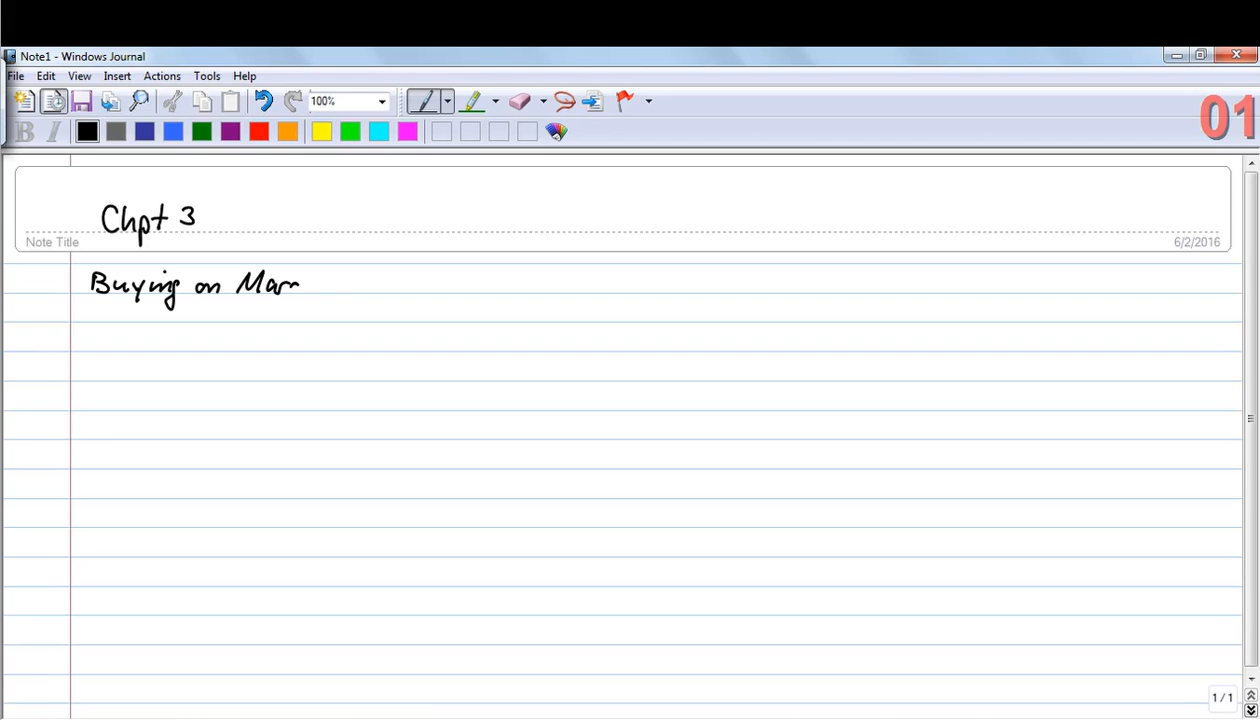 Note1 - Windows Journal
File Edit View Insert Actions Tools Help
100%
B I
01
Chpt 3
Note Title
6/2/2016
Buying on Mar
1 / 1